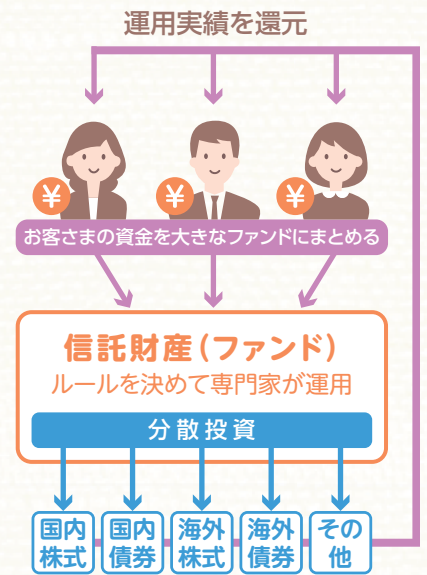 運用実績を還元
¥ ¥ ¥
お客さまの資金を大きなファンドにまとめる
信託財産(ファンド)
ルールを決めて専門家が運用
分散投資
国内株式
国内債券
海外株式
海外債券
その他